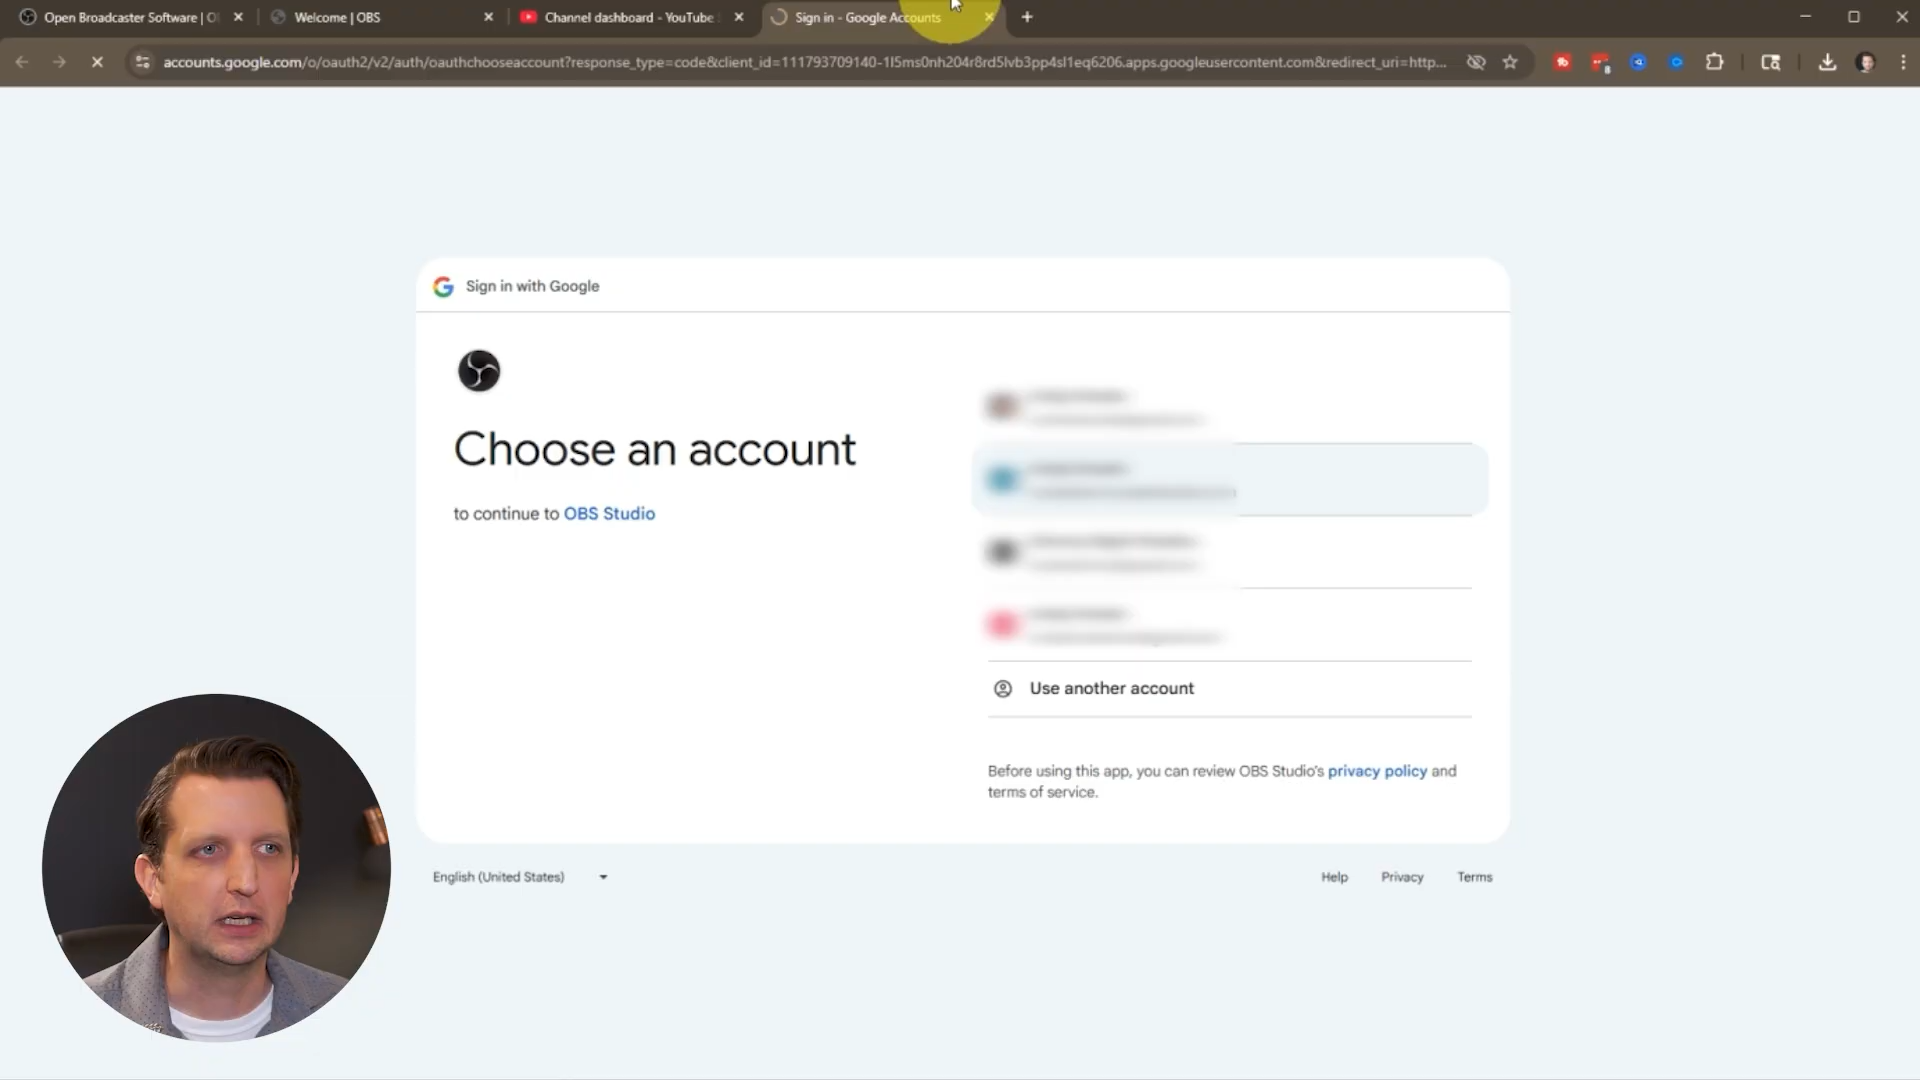 Open Broadcaster Software | O
Welcome | OBS
Channel dashboard - YouTube
Sign in - Google Accounts
accounts.google.com/o/oauth2/v2/auth/oauthchooseaccount?response_type=code&client_id=111793709140-1l5ms0nh204r8rd5lvb3pp4sl1eq6206.apps.googleusercontent.com&redirect_uri=http...
Sign in with Google
Choose an account
to continue to OBS Studio
Use another account
Before using this app, you can review OBS Studio's privacy policy and
terms of service.
English (United States)
Help
Privacy
Terms